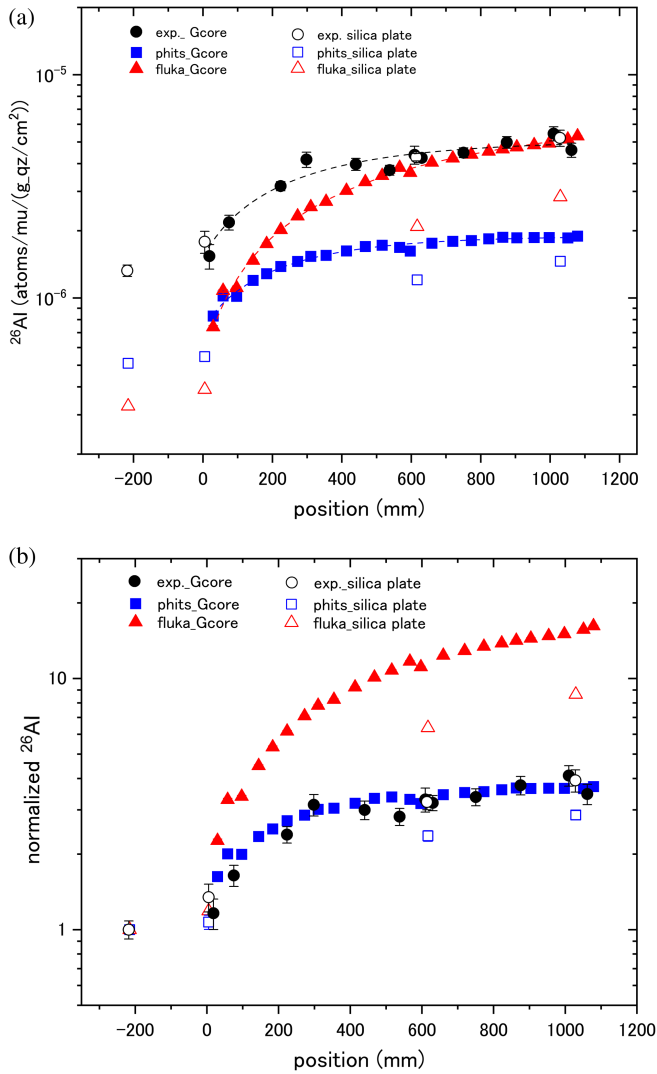 (a)
exp._ Gcore
phits_Gcore
fluka_Gcore
exp. silica plate
phits_silica plate
fluka_silica plate
10⁻⁵
10⁻⁶
²⁶Al (atoms/mu/(g_qz/cm²))
−200 0 200 400 600 800 1000 1200
position (mm)
(b)
exp._Gcore
phits_Gcore
fluka_Gcore
exp._silica plate
phits_silica plate
fluka_silica plate
10
1
normalized ²⁶Al
−200 0 200 400 600 800 1000 1200
position (mm)